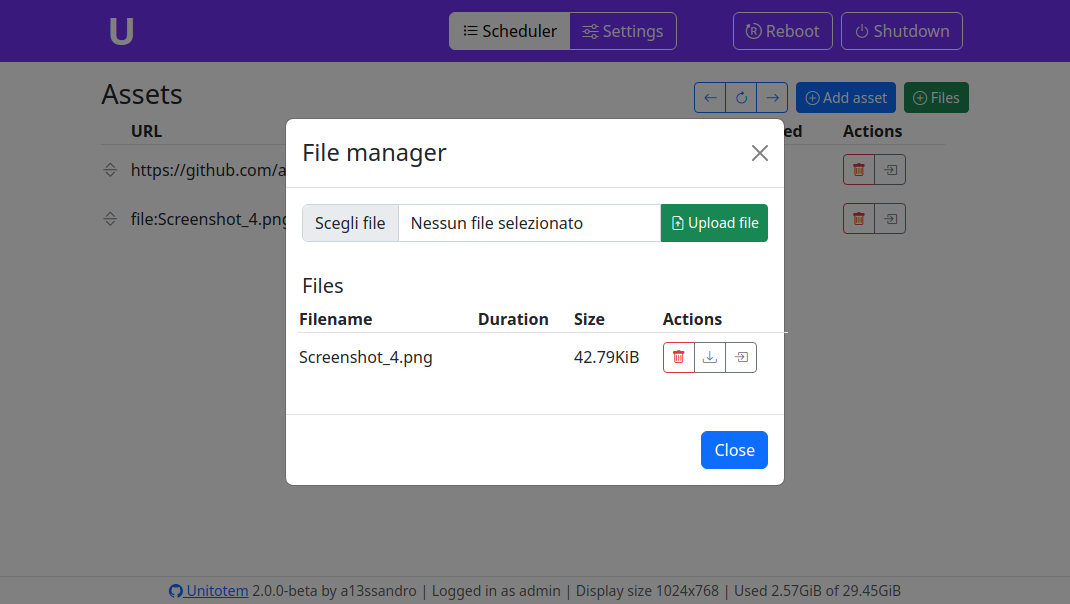 U
Scheduler Settings Reboot Shutdown
Assets
Add asset Files
URL ed Actions
https://github.com/a
file:Screenshot_4.png
File manager
Scegli file Nessun file selezionato Upload file
Files
Filename Duration Size Actions
Screenshot_4.png 42.79KiB
Close
Unitotem 2.0.0-beta by a13ssandro | Logged in as admin | Display size 1024x768 | Used 2.57GiB of 29.45GiB